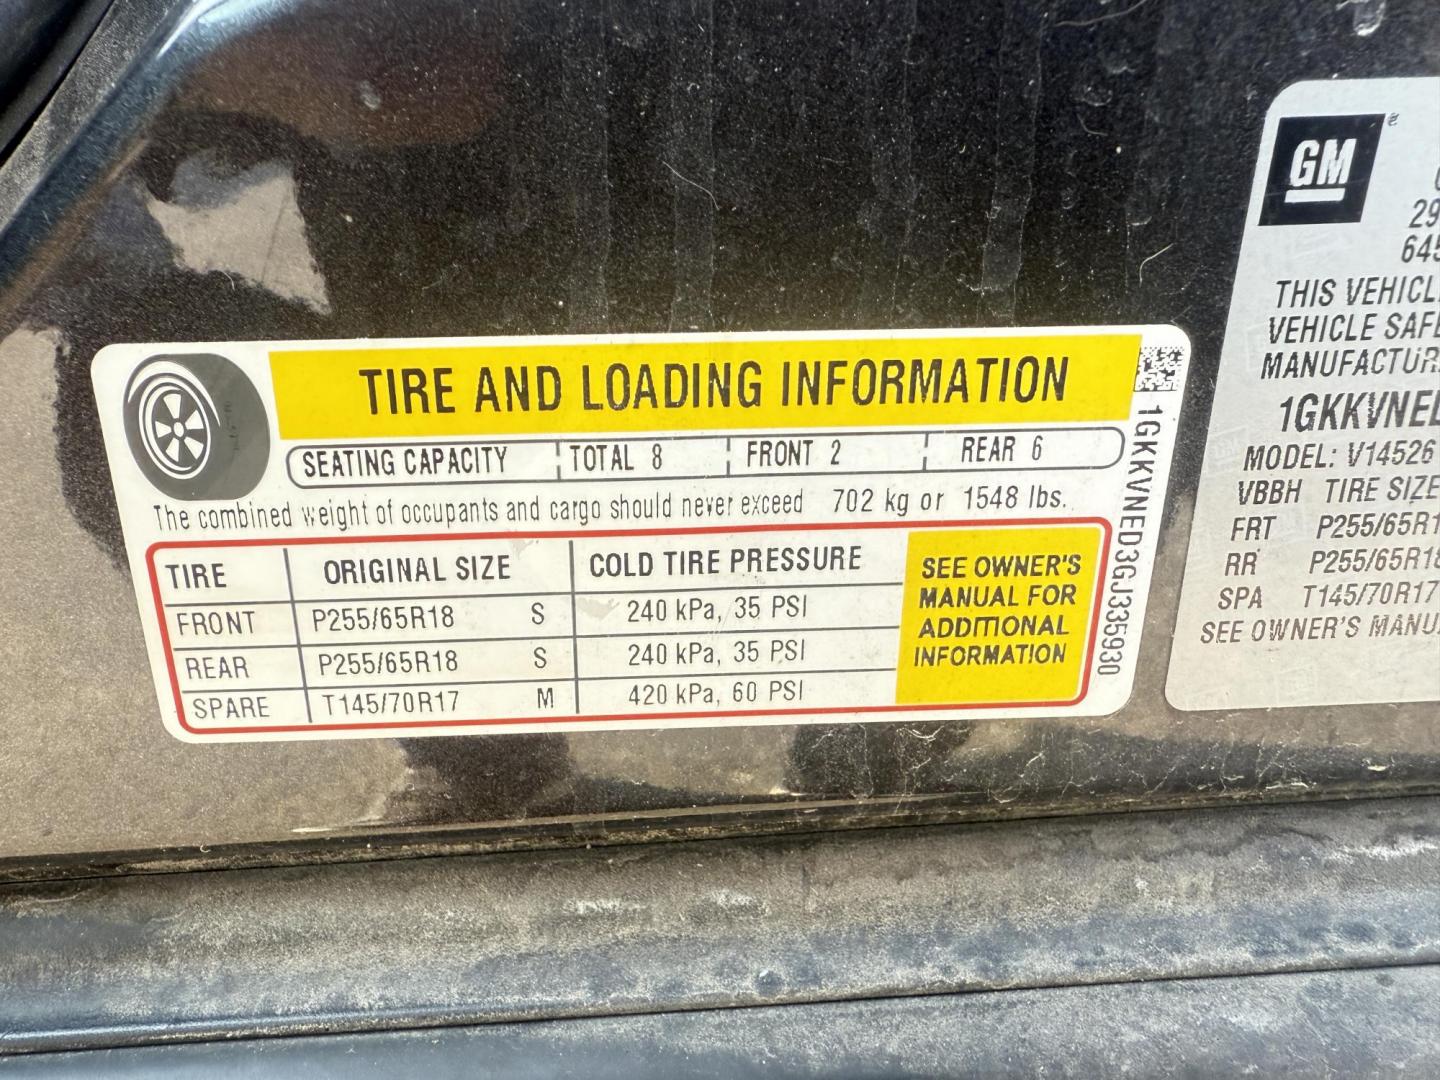 TIRE AND LOADING INFORMATION
SEATING CAPACITY TOTAL 8 FRONT 2 REAR 6
The combined weight of occupants and cargo should never exceed 702 kg or 1548 lbs.
TIRE ORIGINAL SIZE COLD TIRE PRESSURE
FRONT P255/65R18 S 240 kPa, 35 PSI
REAR P255/65R18 S 240 kPa, 35 PSI
SPARE T145/70R17 M 420 kPa, 60 PSI
SEE OWNER'S
MANUAL FOR
ADDITIONAL
INFORMATION
1GKKVNED3GJ335930
GM
29
645
THIS VEHICL
VEHICLE SAFE
MANUFACTUR
1GKKVNED
MODEL: V14526
VBBH TIRE SIZE
FRT P255/65R1
RR P255/65R18
SPA T145/70R17
SEE OWNER'S MANU